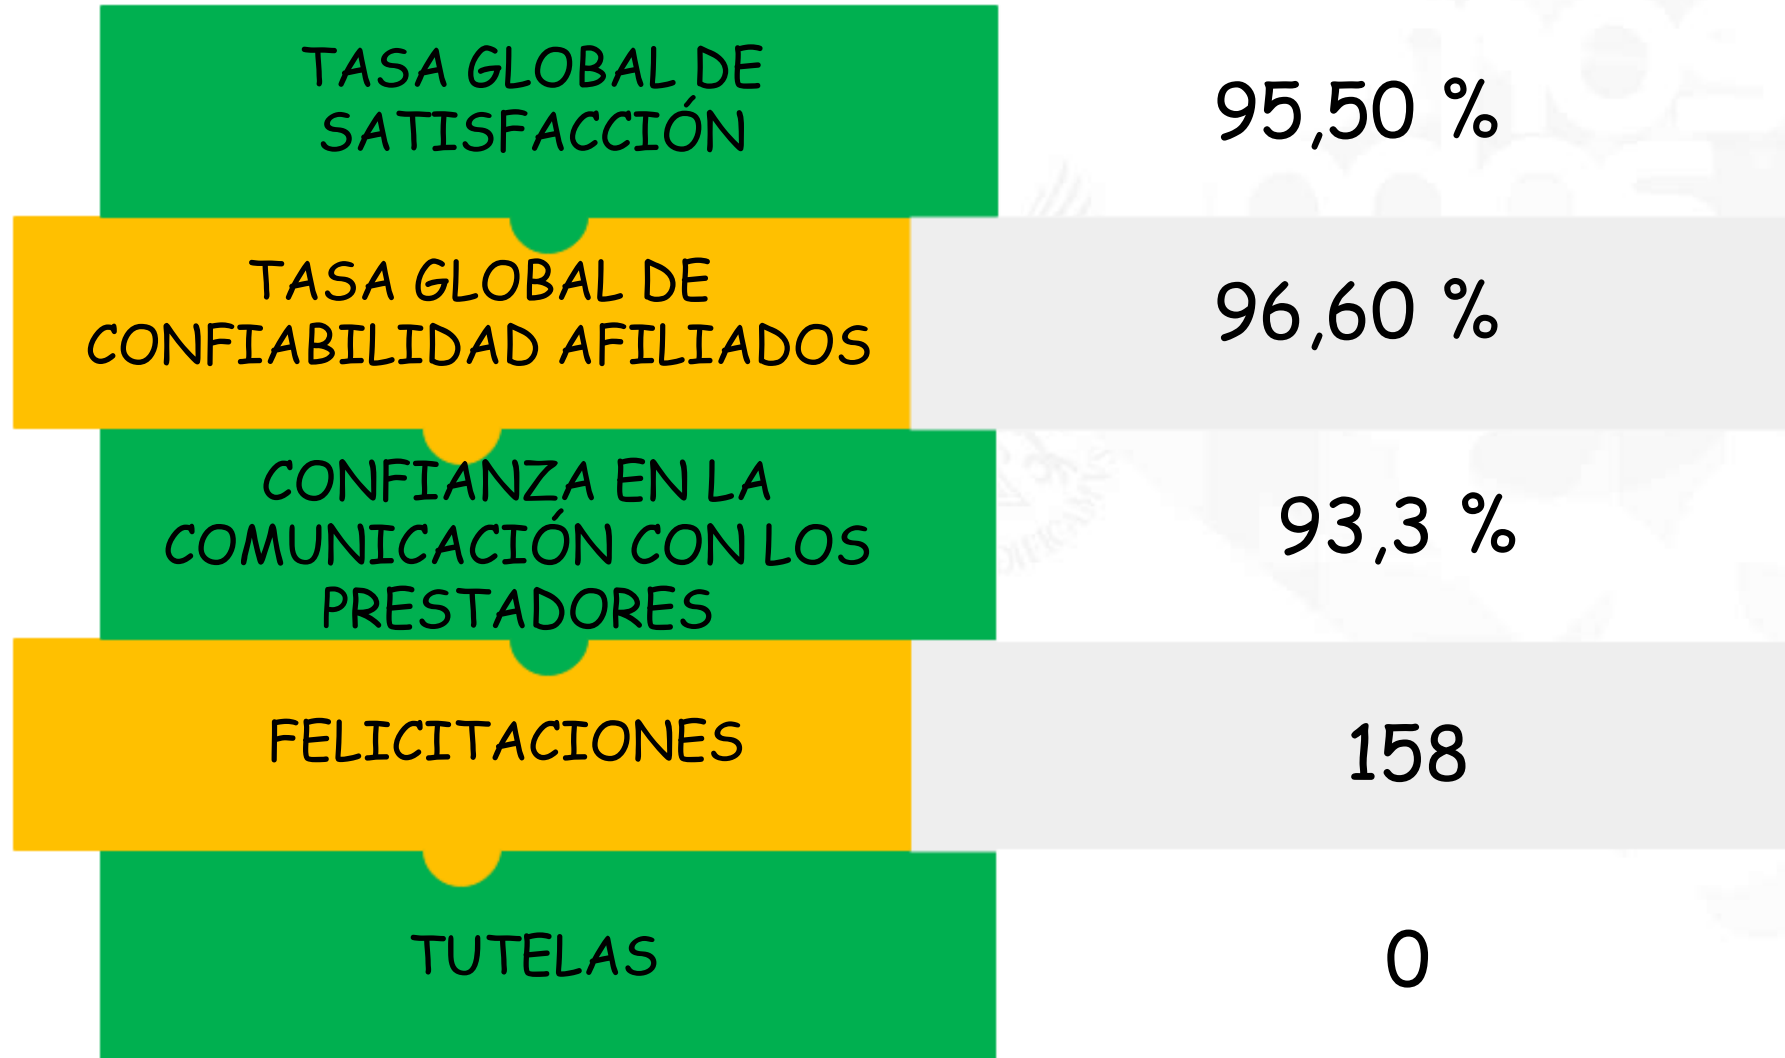 TASA GLOBAL DE
SATISFACCIÓN
95,50 %
TASA GLOBAL DE
CONFIABILIDAD AFILIADOS
96,60 %
CONFIANZA EN LA
COMUNICACIÓN CON LOS
PRESTADORES
93,3 %
FELICITACIONES
158
TUTELAS
0